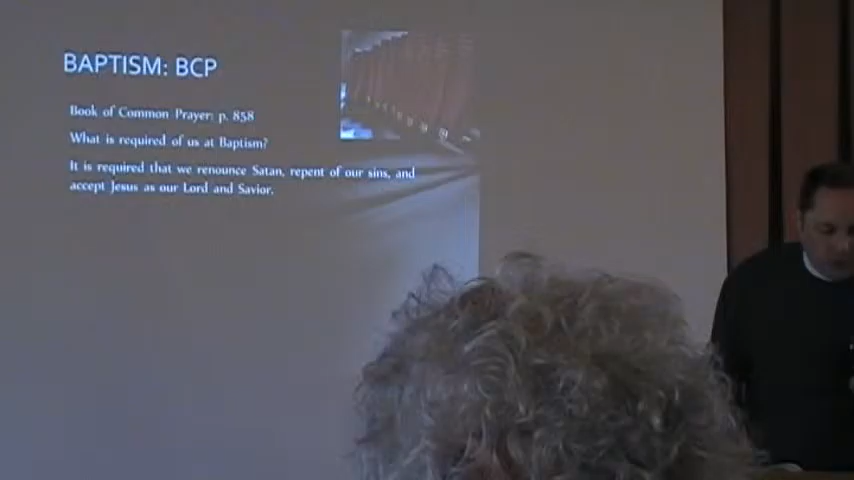 BAPTISM: BCP
Book of Common Prayer: p. 858
What is required of us at Baptism?
It is required that we renounce Satan, repent of our sins, and
accept Jesus as our Lord and Savior.